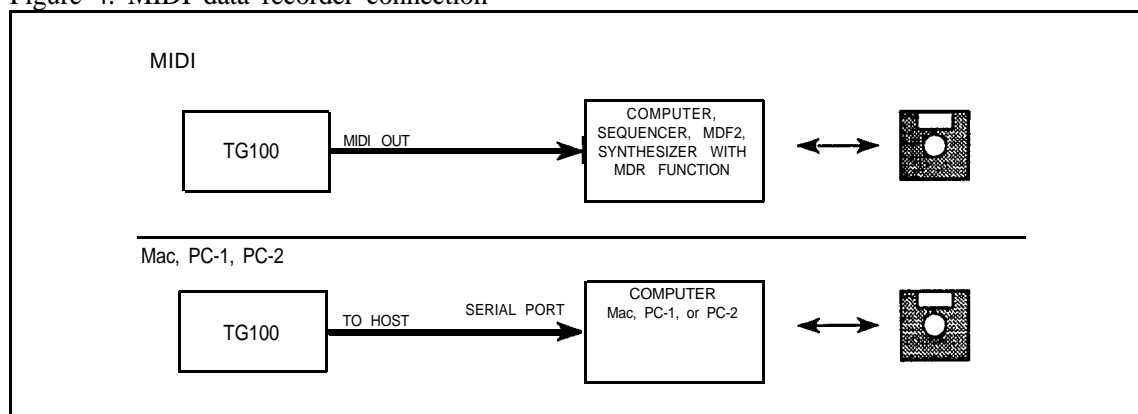 Figure 4. MIDI data recorder connection
MIDI
TG100
MIDI OUT
COMPUTER,
SEQUENCER, MDF2,
SYNTHESIZER WITH
MDR FUNCTION
Mac, PC-1, PC-2
TG100
TO HOST
SERIAL PORT
COMPUTER
Mac, PC-1, or PC-2